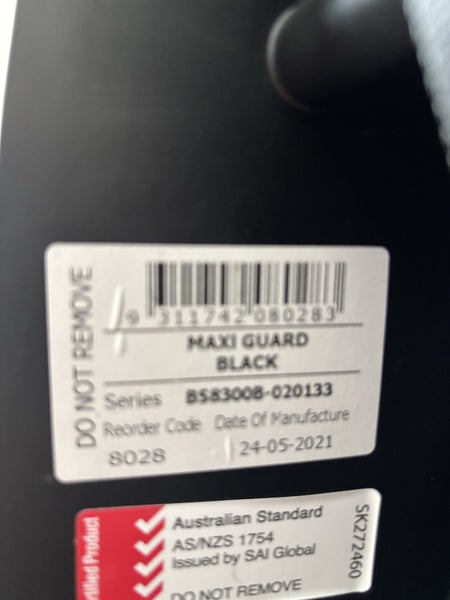 DO NOT REMOVE
9 311742 080283
MAXI GUARD
BLACK
Series BS8300B-020133
Reorder Code Date Of Manufacture
8028 24-05-2021
Australian Standard
AS/NZS 1754
Issued by SAI Global
DO NOT REMOVE
SK272460
rtified Product